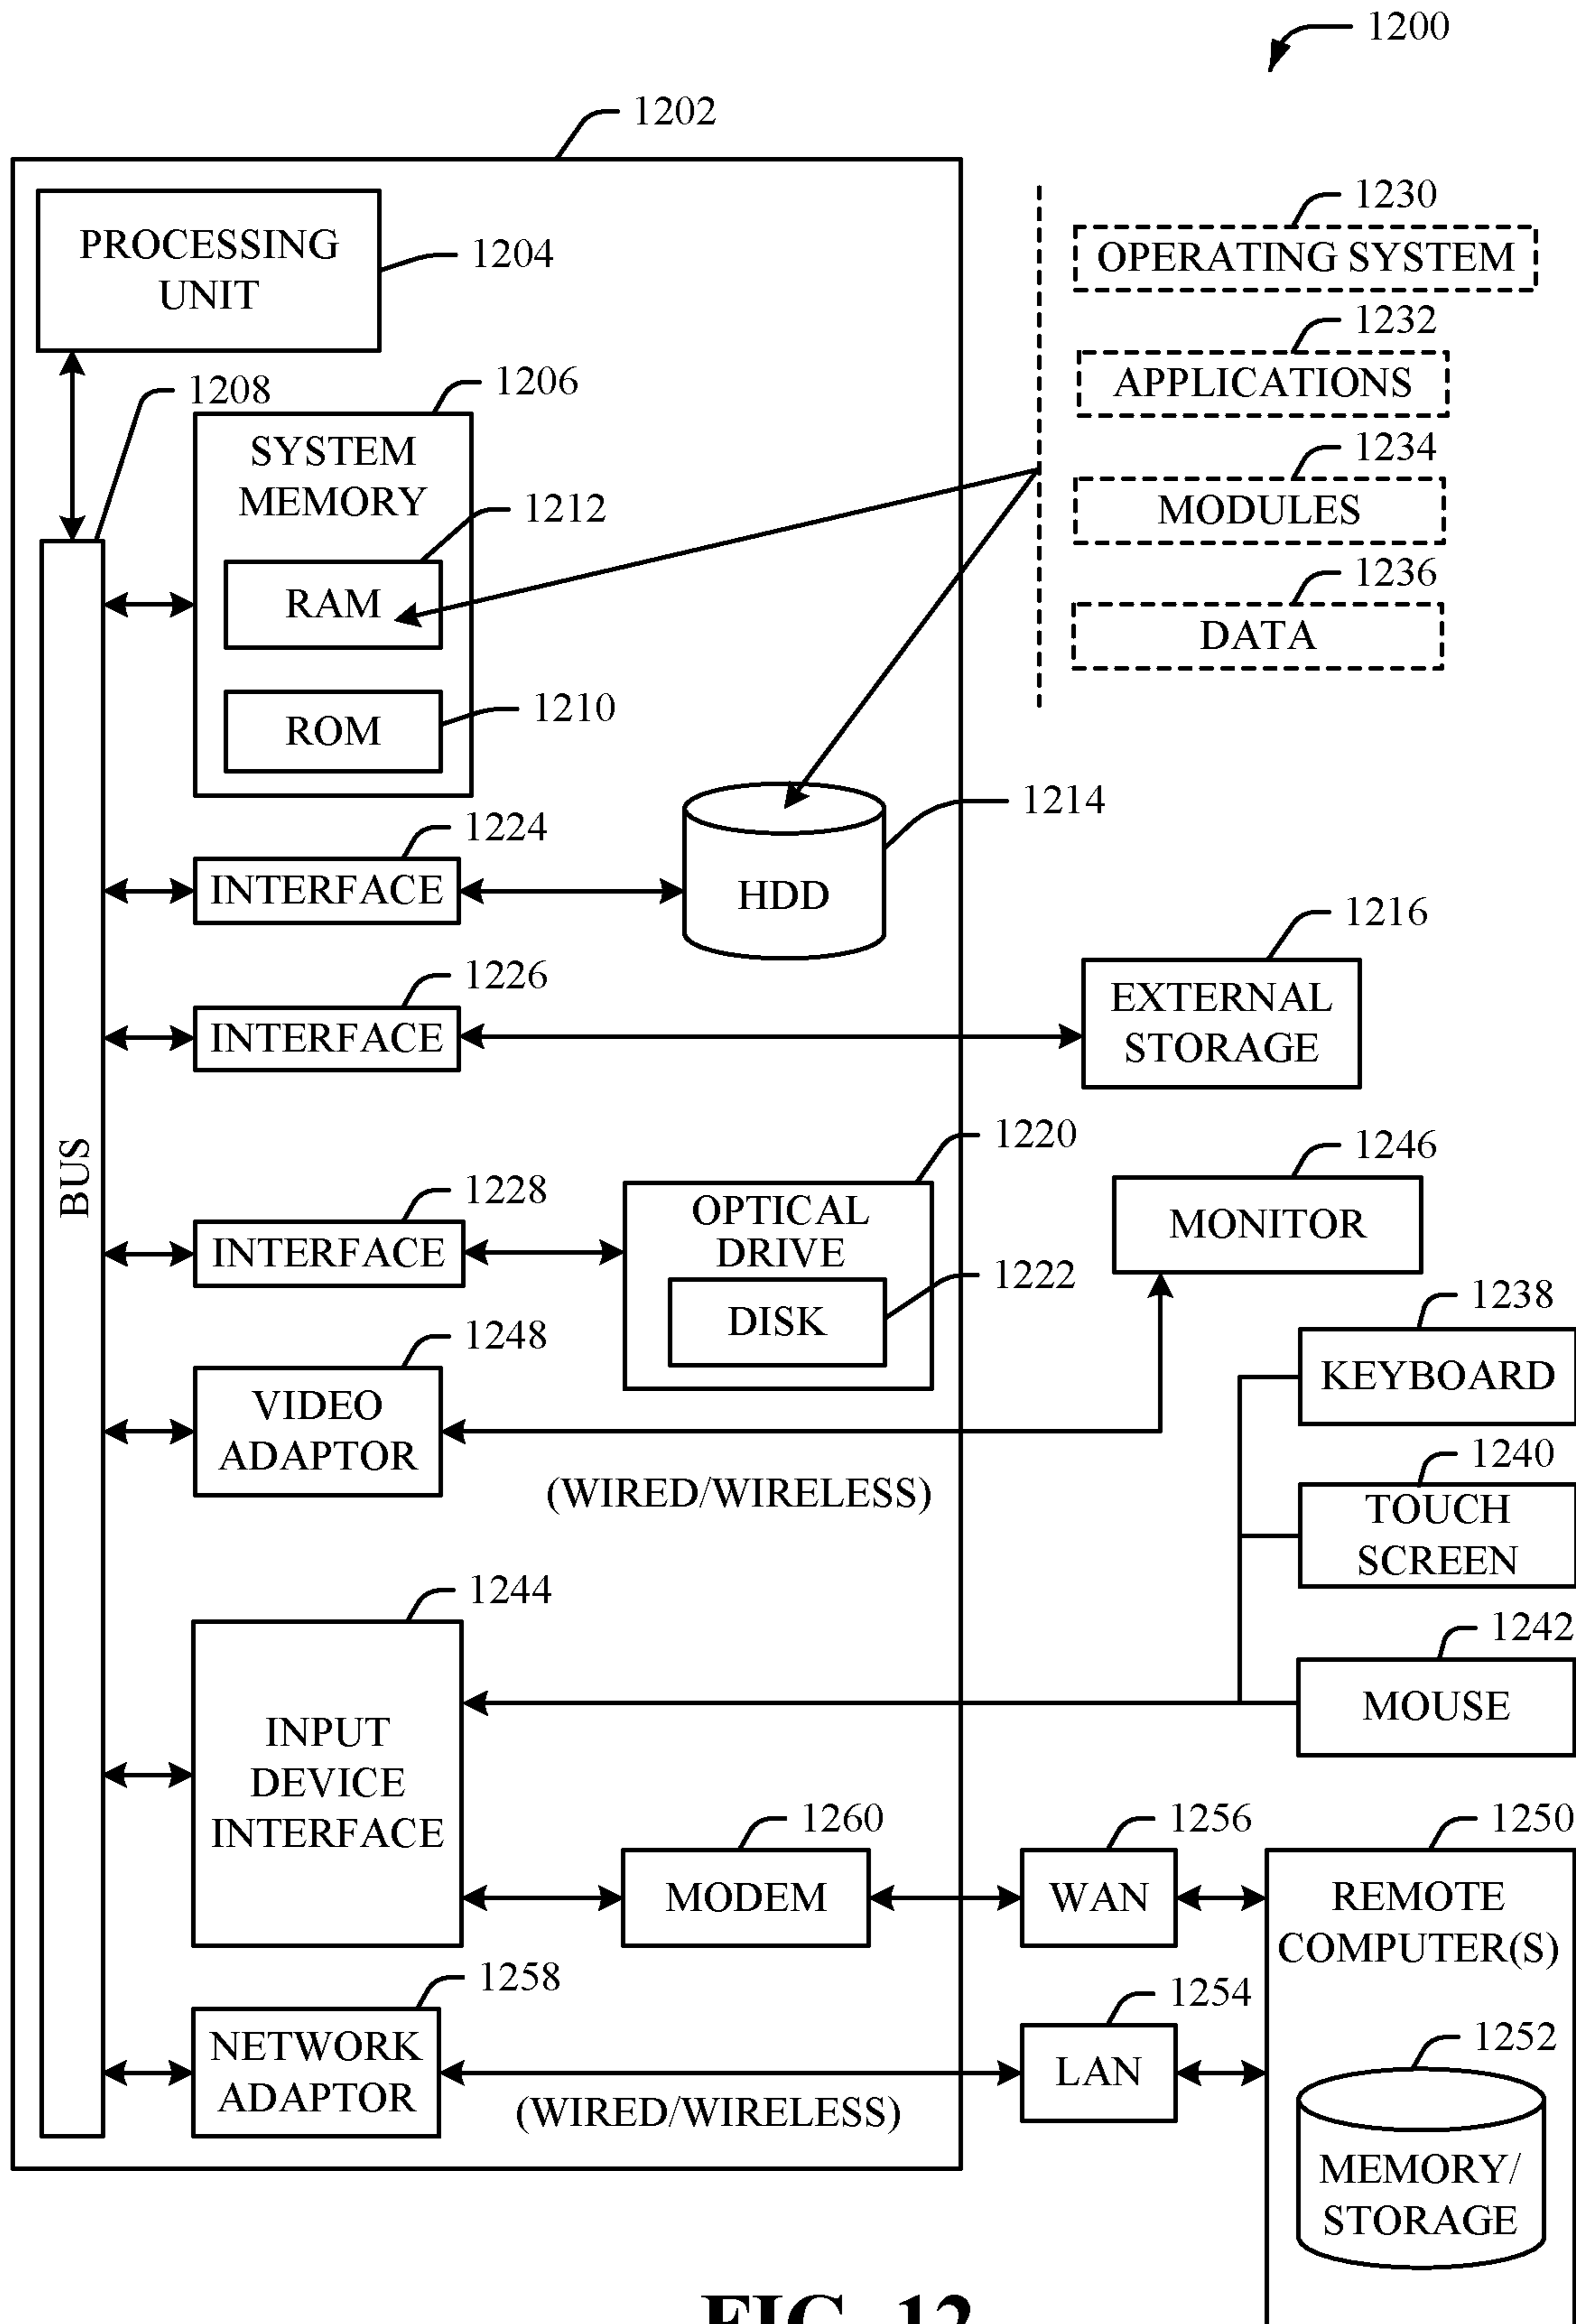 1200
1202
PROCESSING
UNIT
1204
1230
OPERATING SYSTEM
1232
APPLICATIONS
1234
MODULES
1236
DATA
1208
1206
SYSTEM
MEMORY
1212
RAM
1210
ROM
1214
HDD
1224
INTERFACE
1216
EXTERNAL
STORAGE
1226
INTERFACE
BUS
1220
OPTICAL
DRIVE
1222
DISK
1246
MONITOR
1228
INTERFACE
1238
KEYBOARD
1248
VIDEO
ADAPTOR
(WIRED/WIRELESS)
1240
TOUCH
SCREEN
1242
MOUSE
1244
INPUT
DEVICE
INTERFACE
1260
MODEM
1256
WAN
1250
REMOTE
COMPUTER(S)
1258
NETWORK
ADAPTOR
(WIRED/WIRELESS)
1254
LAN
1252
MEMORY/
STORAGE
FIG. 12